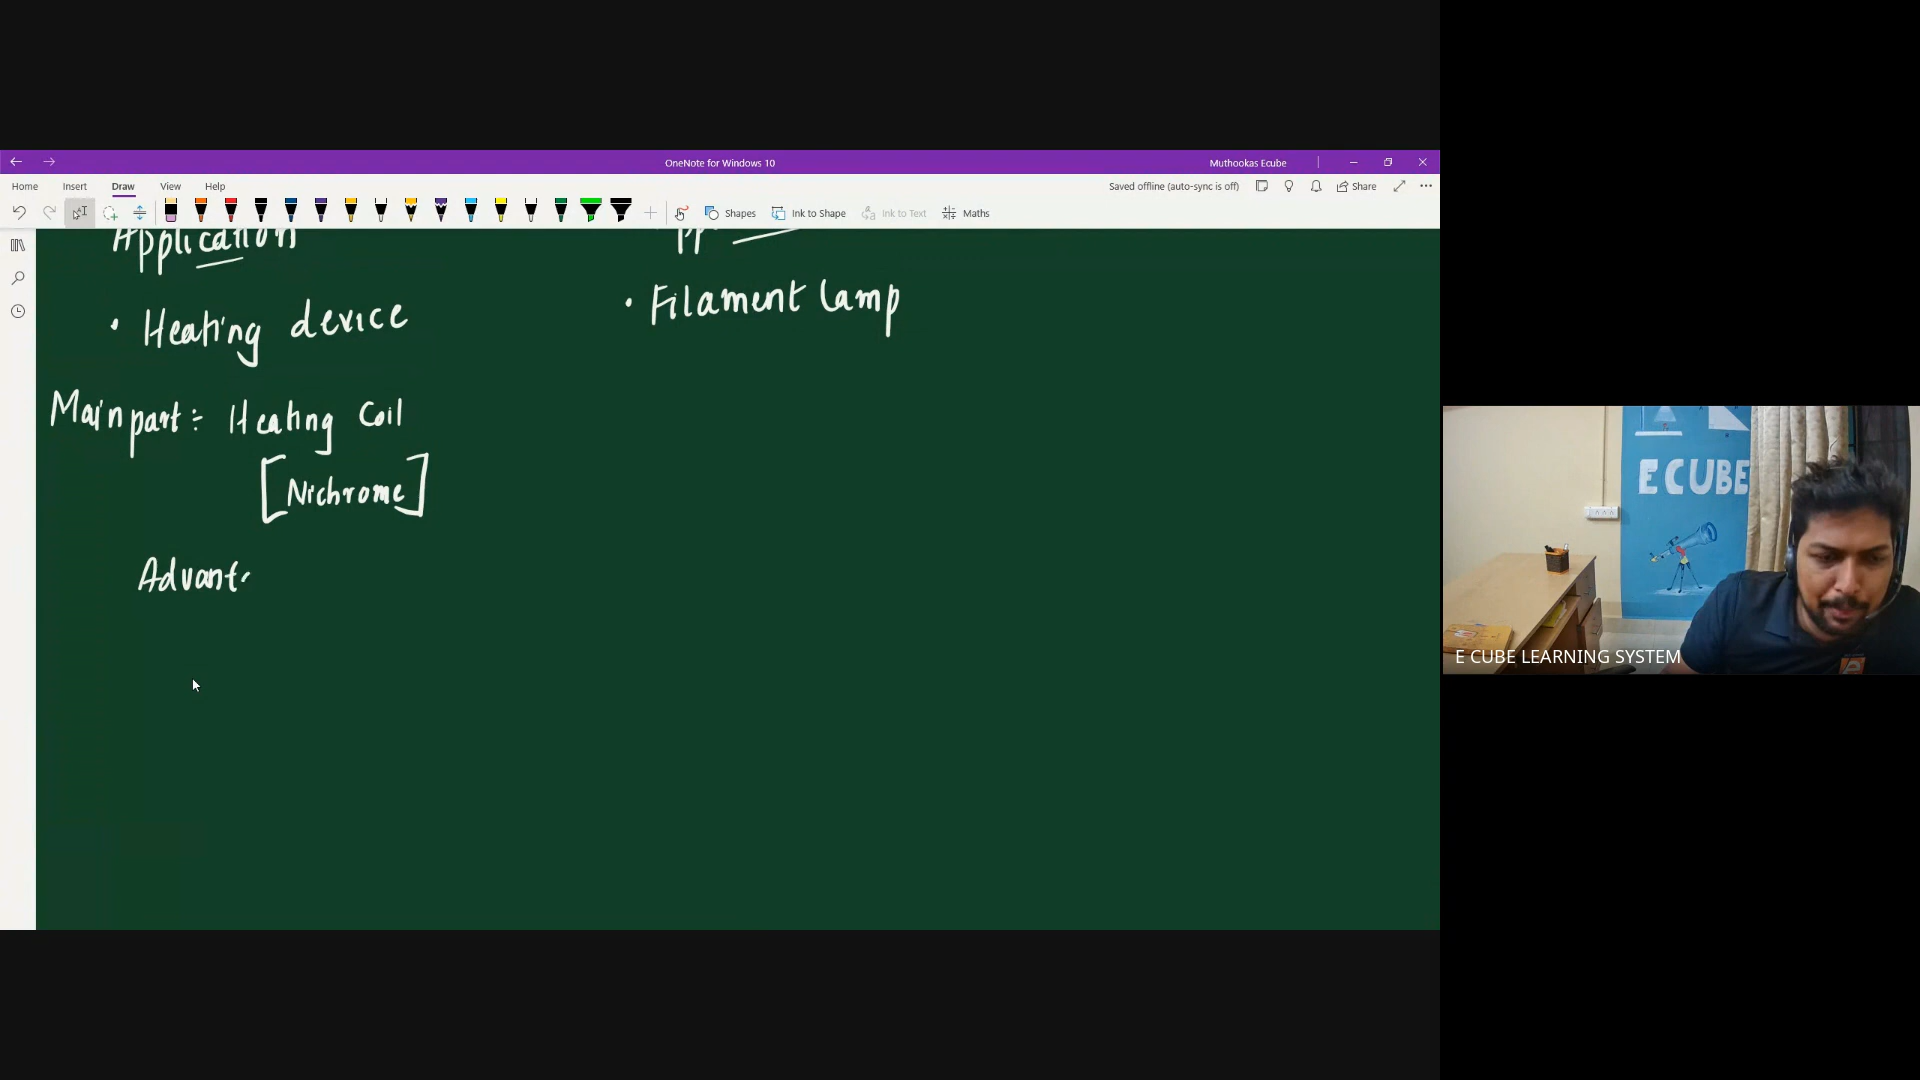 OneNote for Windows 10
Muthookas Ecube
Home Insert Draw View Help
Saved offline (auto-sync is off)
Share
Shapes
Ink to Shape
Ink to Text
Maths
Application
• Heating device
Main part :- Heating Coil
[Nichrome]
Advant
• Filament lamp
E CUBE
E CUBE LEARNING SYSTEM